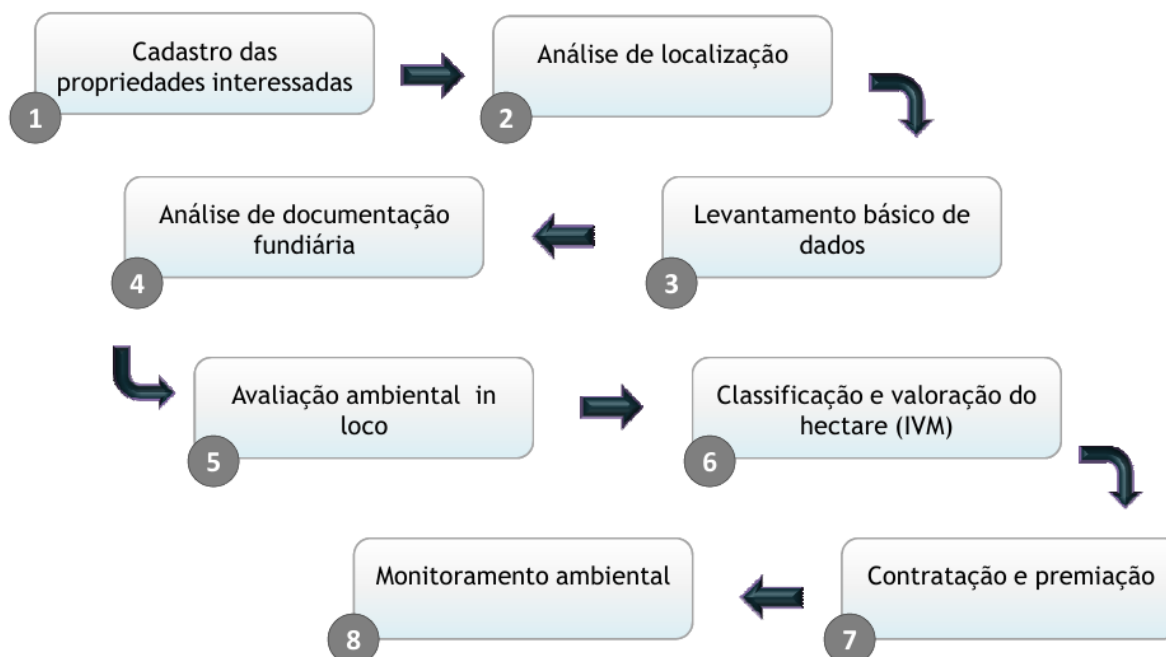 Cadastro das
propriedades interessadas
1
Análise de localização
2
Levantamento básico de
dados
3
Análise de documentação
fundiária
4
Avaliação ambiental in
loco
5
Classificação e valoração do
hectare (IVM)
6
Contratação e premiação
7
Monitoramento ambiental
8